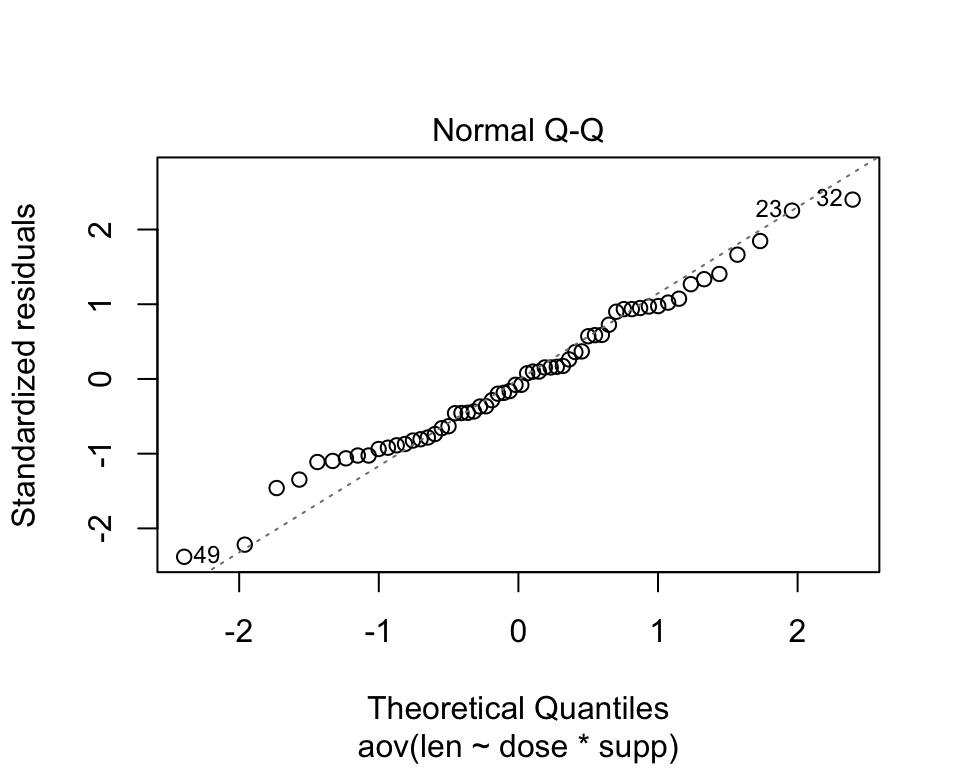 Normal Q-Q
Standardized residuals
2
1
0
-1
-2
23
32
49
-2 -1 0 1 2
Theoretical Quantiles
aov(len ~ dose * supp)